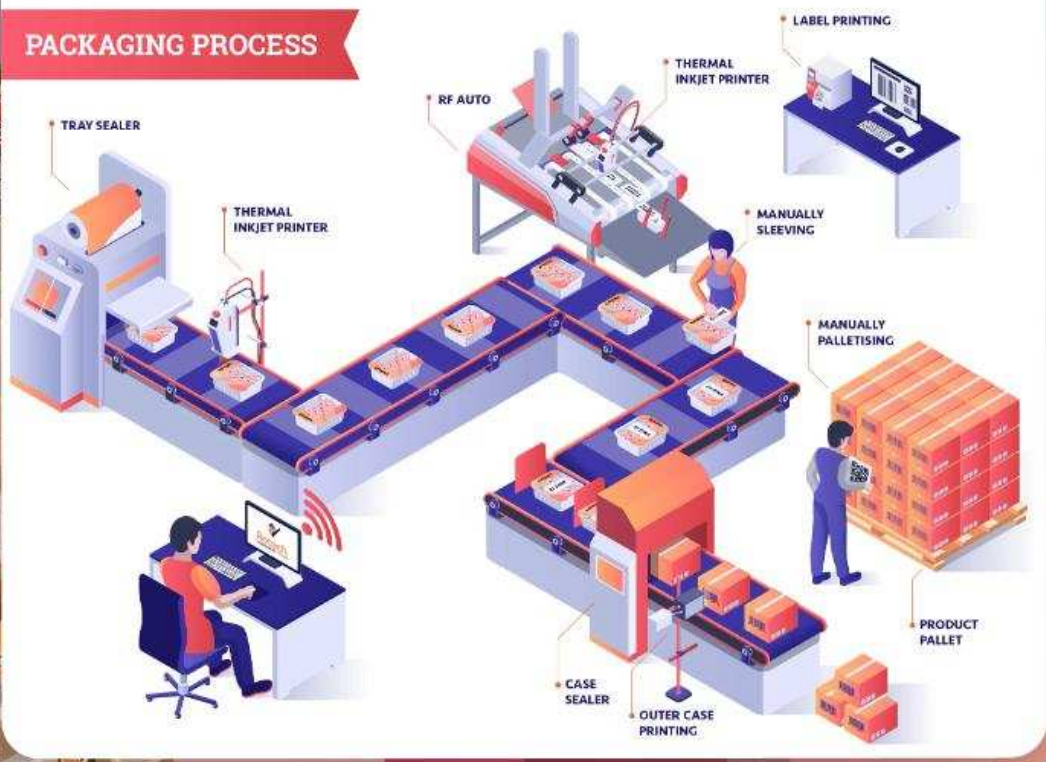 PACKAGING PROCESS
LABEL PRINTING
THERMAL
INKJET PRINTER
RF AUTO
TRAY SEALER
THERMAL
INKJET PRINTER
MANUALLY
SLEEVING
MANUALLY
PALLETISING
PRODUCT
PALLET
CASE
SEALER
OUTER CASE
PRINTING